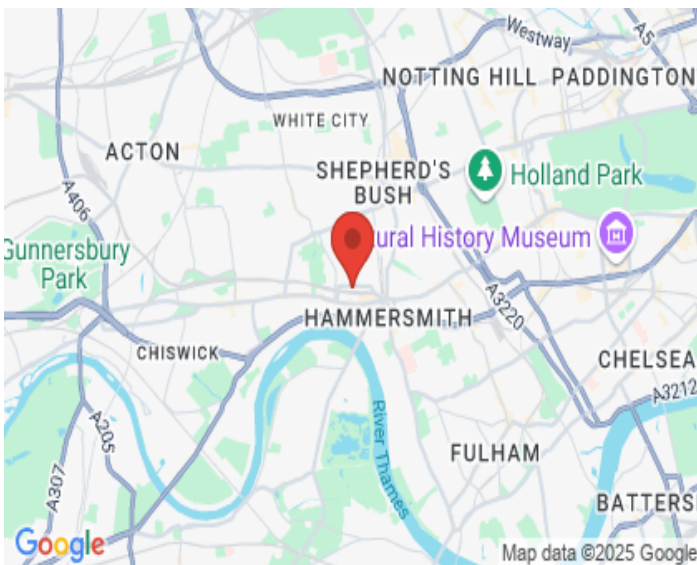 Westway
A5
NOTTING HILL
PADDINGTON
WHITE CITY
ACTON
SHEPHERD'S
BUSH
Holland Park
A406
tural History Museum
Gunnersbury
Park
HAMMERSMITH
A3220
CHISWICK
CHELSEA
A3212
River Thames
A205
FULHAM
A307
BATTERS
Google
Map data ©2025 Google